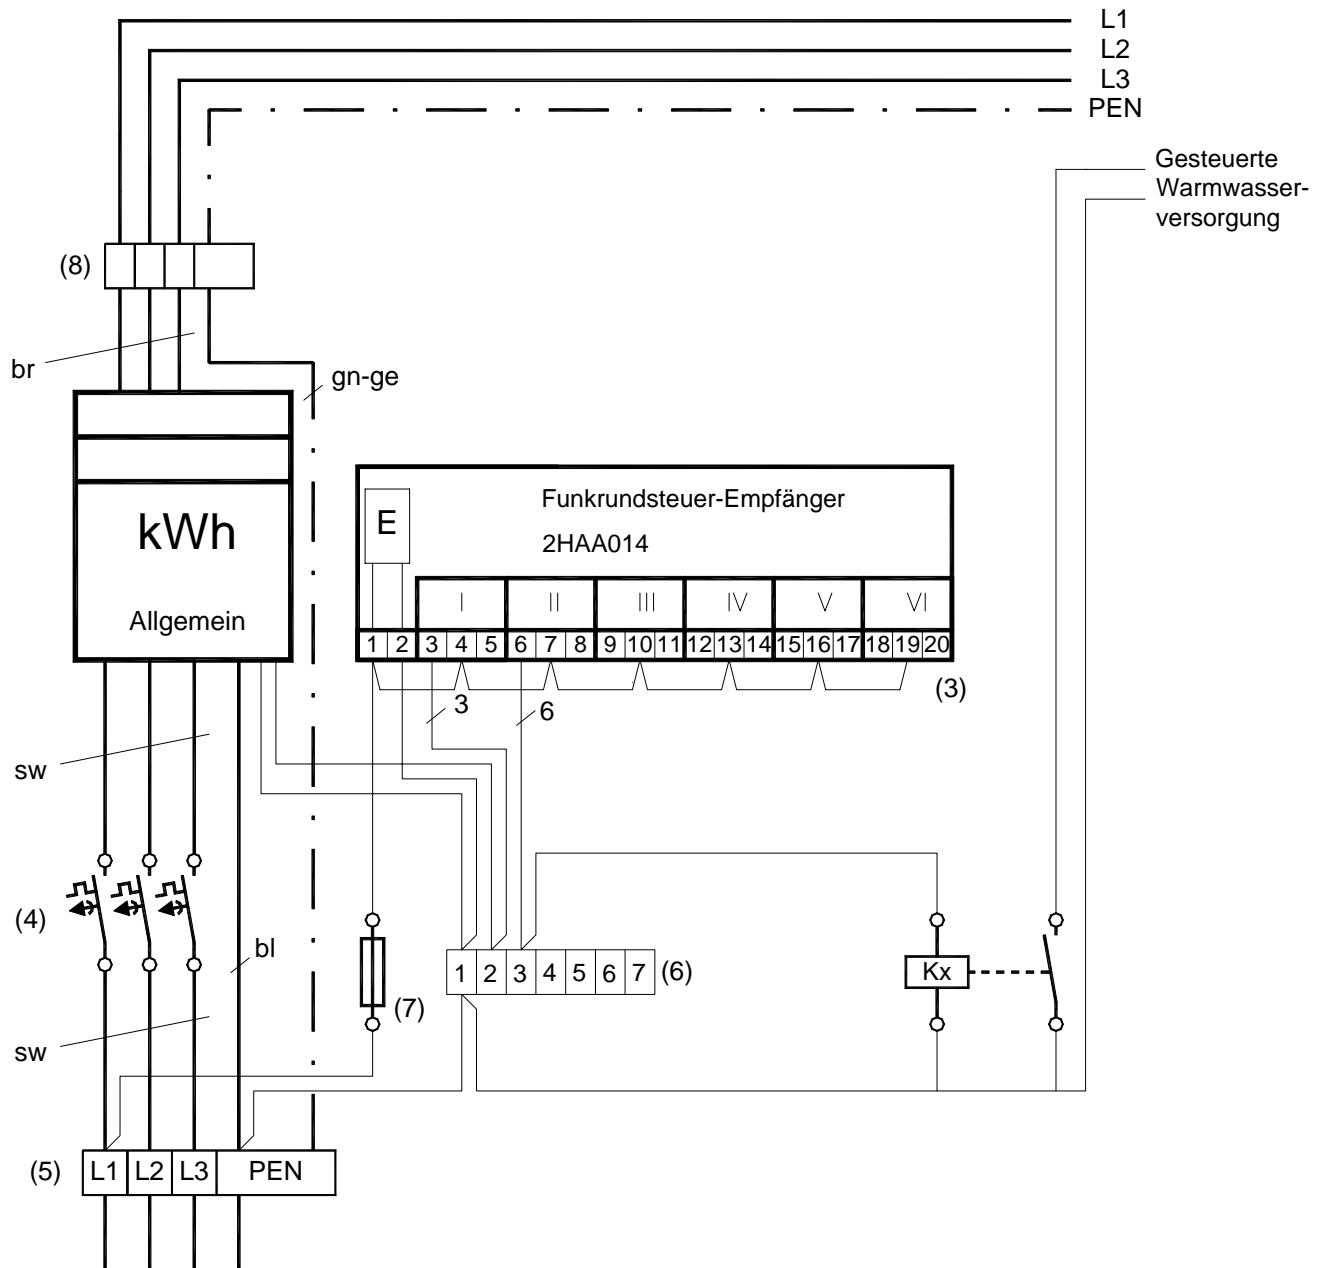 L1
L2
L3
PEN
Gesteuerte
Warmwasser-
versorgung
(8)
br
gn-ge
kWh
Allgemein
E
Funkrundsteuer-Empfänger
2HAA014
I II III IV V VI
1 2 3 4 5 6 7 8 9 10 11 12 13 14 15 16 17 18 19 20
(3)
3
6
sw
(4)
bl
1 2 3 4 5 6 7
(6)
Kx
(7)
sw
(5)
L1 L2 L3 PEN